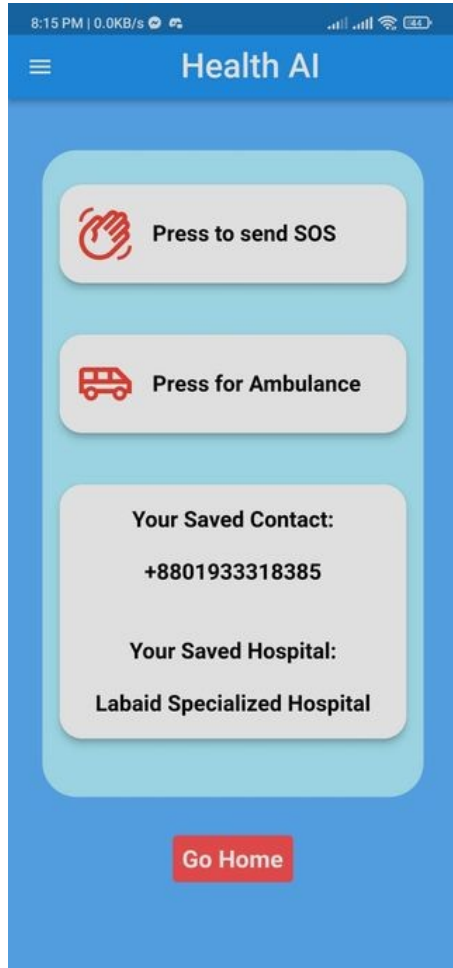 8:15 PM | 0.0KB/s
44
Health AI
Press to send SOS
Press for Ambulance
Your Saved Contact:
+8801933318385
Your Saved Hospital:
Labaid Specialized Hospital
Go Home